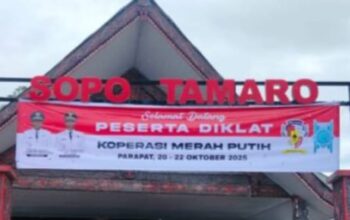 SOPO TAMARO
Selamat Datang
PESERTA DIKLAT
KOPERASI MERAH PUTIH
PARAPAT, 20 - 22 OKTOBER 2025